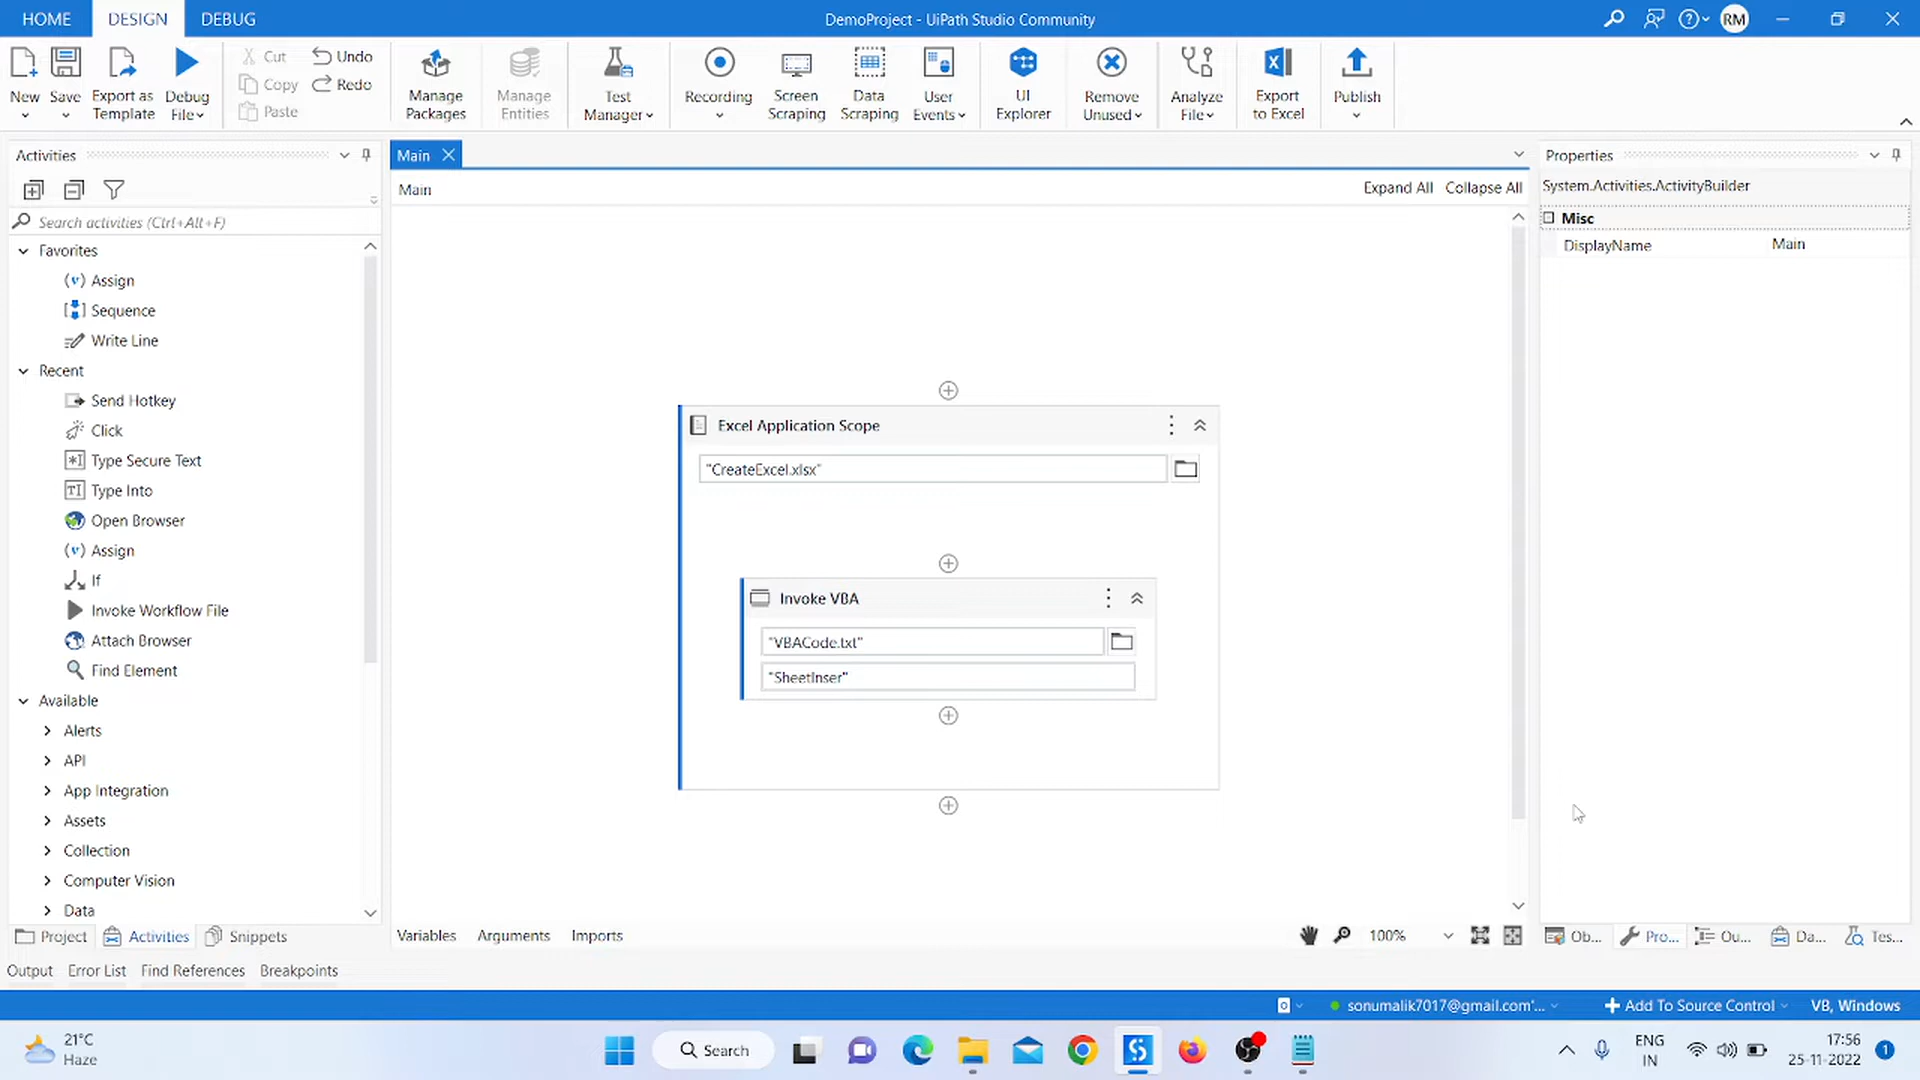 HOME DESIGN DEBUG
DemoProject - UiPath Studio Community
RM
New
Save
Export as
Template
Debug
File
Cut
Copy
Paste
Undo
Redo
Manage
Packages
Manage
Entities
Test
Manager
Recording
Screen
Scraping
Data
Scraping
User
Events
UI
Explorer
Remove
Unused
Analyze
File
Export
to Excel
Publish
Activities
Search activities (Ctrl+Alt+F)
Favorites
Assign
Sequence
Write Line
Recent
Send Hotkey
Click
Type Secure Text
Type Into
Open Browser
Assign
If
Invoke Workflow File
Attach Browser
Find Element
Available
Alerts
API
App Integration
Assets
Collection
Computer Vision
Data
Project Activities Snippets
Main
Main
Expand All Collapse All
Excel Application Scope
"CreateExcel.xlsx"
Invoke VBA
"VBACode.txt"
"SheetInser"
Variables Arguments Imports
100%
Properties
System.Activities.ActivityBuilder
Misc
DisplayName Main
Ob... Pro... Ou... Da... Tes...
Output Error List Find References Breakpoints
sonumalik7017@gmail.com'...
Add To Source Control
VB, Windows
21°C
Haze
Search
ENG
IN
17:56
25-11-2022
1